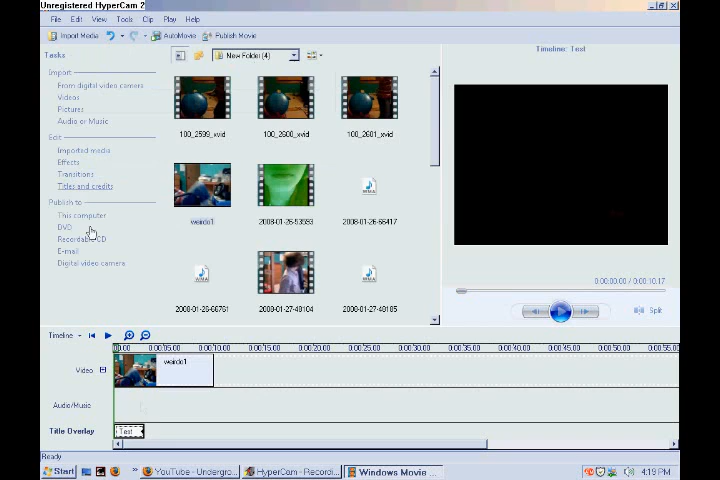 Unregistered HyperCam 2
File Edit View Tools Clip Play Help
Import Media AutoMovie Publish Movie
Tasks New Folder (4) Timeline: Test
Import
From digital video camera
Videos
Pictures
Audio or Music
100_2599_xvid 100_2600_xvid 100_2601_xvid
Edit
Imported media
Effects
Transitions
Titles and credits
Publish to
This computer
weirdo1 2008-01-26-53593 2008-01-26-66417
DVD
Recordable CD
E-mail
Digital video camera
0:00:00.00 / 0:00:10.17
2008-01-26-66761 2008-01-27-48104 2008-01-27-48185
Split
Timeline
00.00 0:00:05.00 0:00:10.00 0:00:15.00 0:00:20.00 0:00:25.00 0:00:30.00 0:00:35.00 0:00:40.00 0:00:45.00 0:00:50.00 0:00:55.00
Video weirdo1
Audio/Music
Title Overlay Test
Ready
Start YouTube - Undergro... HyperCam - Recordi... Windows Movie ... 4:19 PM